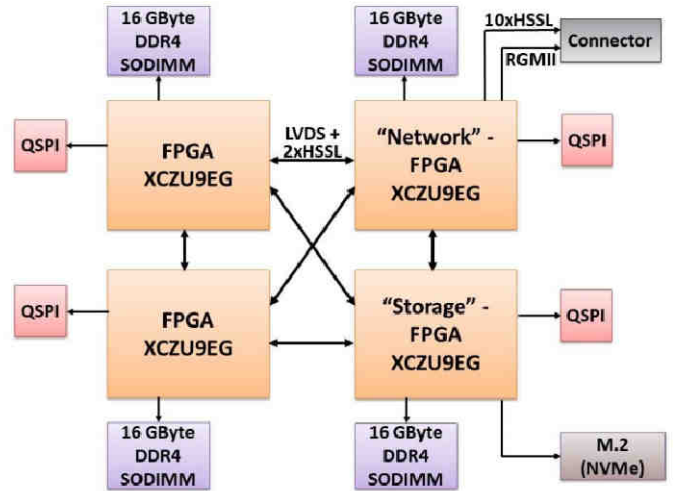 16 GByte
DDR4
SODIMM
16 GByte
DDR4
SODIMM
10xHSSL
RGMII
Connector
QSPI
FPGA
XCZU9EG
LVDS +
2xHSSL
“Network” -
FPGA
XCZU9EG
QSPI
QSPI
FPGA
XCZU9EG
“Storage” -
FPGA
XCZU9EG
QSPI
16 GByte
DDR4
SODIMM
16 GByte
DDR4
SODIMM
M.2
(NVMe)